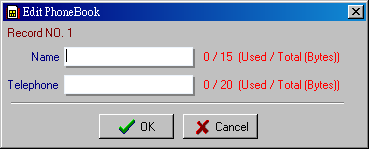 Edit PhoneBook
Record NO. 1
Name 0 / 15 (Used / Total (Bytes))
Telephone 0 / 20 (Used / Total (Bytes))
OK Cancel